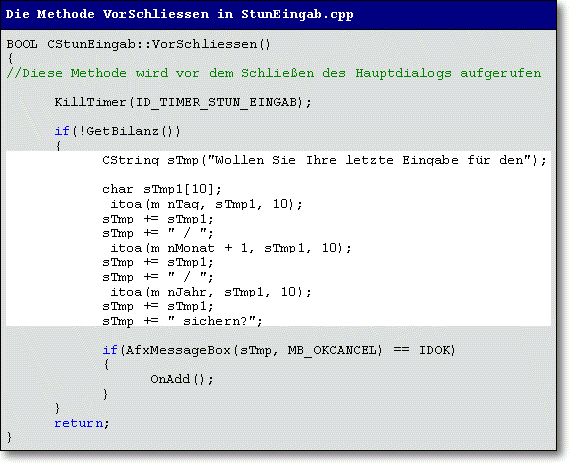 Die Methode VorSchliessen in StunEingab.cpp
BOOL CStunEingab::VorSchliessen()
{
//Diese Methode wird vor dem Schließen des Hauptdialogs aufgerufen
KillTimer(ID_TIMER_STUN_EINGAB);
if(!GetBilanz())
{
CString sTmp("Wollen Sie Ihre letzte Eingabe für den");
char sTmp1[10];
itoa(m nTag, sTmp1, 10);
sTmp += sTmp1;
sTmp += " / ";
itoa(m nMonat + 1, sTmp1, 10);
sTmp += sTmp1;
sTmp += " / ";
itoa(m nJahr, sTmp1, 10);
sTmp += sTmp1;
sTmp += " sichern?";
if(AfxMessageBox(sTmp, MB_OKCANCEL) == IDOK)
{
OnAdd();
}
}
return;
}